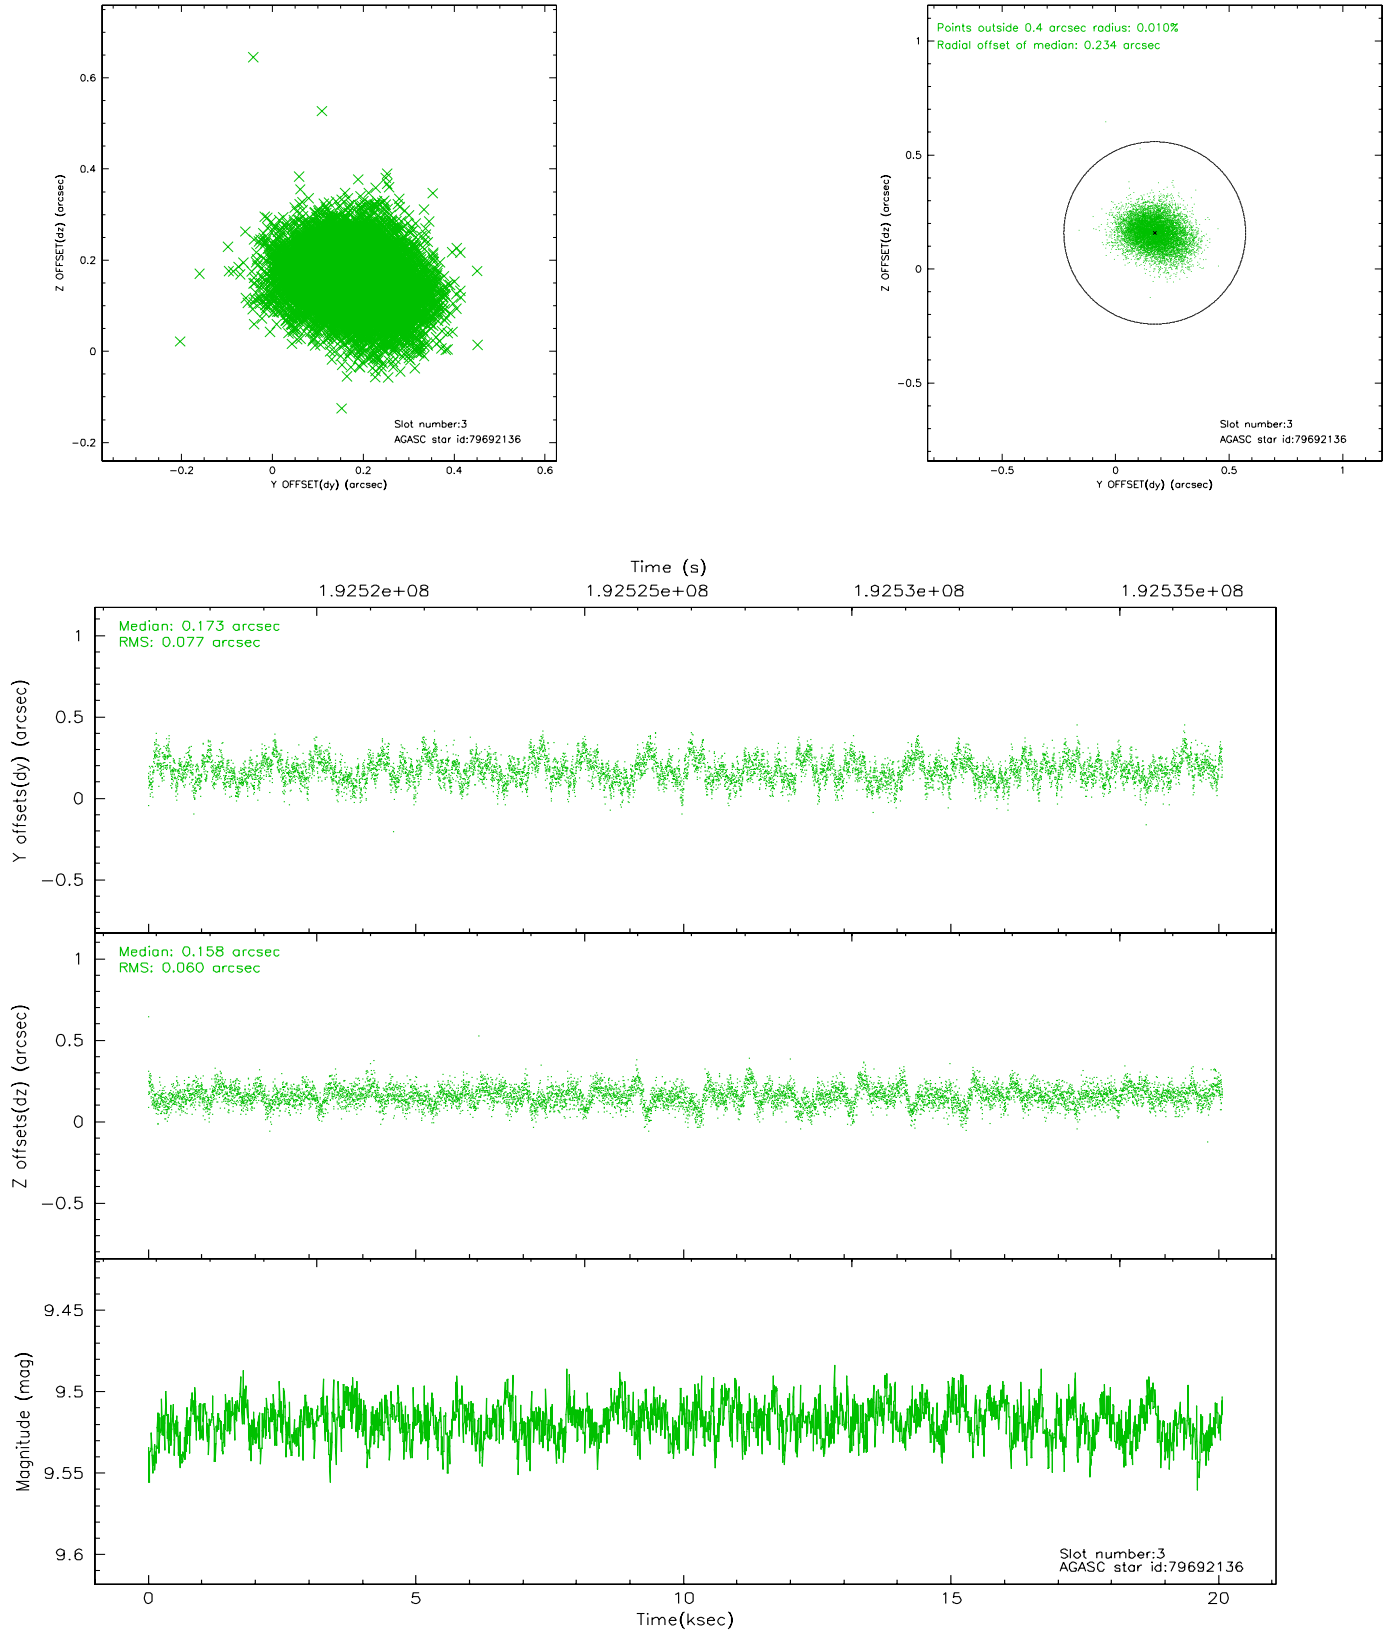 0.6
0.4
0.2
0
−0.2
Z OFFSET(dz) (arcsec)
−0.2 0 0.2 0.4 0.6
Y OFFSET(dy) (arcsec)
Slot number:3
AGASC star id:79692136
Points outside 0.4 arcsec radius: 0.010%
Radial offset of median: 0.234 arcsec
1
0.5
0
−0.5
Z OFFSET(dz) (arcsec)
−0.5 0 0.5 1
Y OFFSET(dy) (arcsec)
Slot number:3
AGASC star id:79692136
Time (s)
1.9252e+08 1.92525e+08 1.9253e+08 1.92535e+08
Median: 0.173 arcsec
RMS: 0.077 arcsec
1
0.5
0
−0.5
Y offsets(dy) (arcsec)
Median: 0.158 arcsec
RMS: 0.060 arcsec
1
0.5
0
−0.5
Z offsets(dz) (arcsec)
9.45
9.5
9.55
9.6
Magnitude (mag)
Slot number:3
AGASC star id:79692136
0 5 10 15 20
Time(ksec)